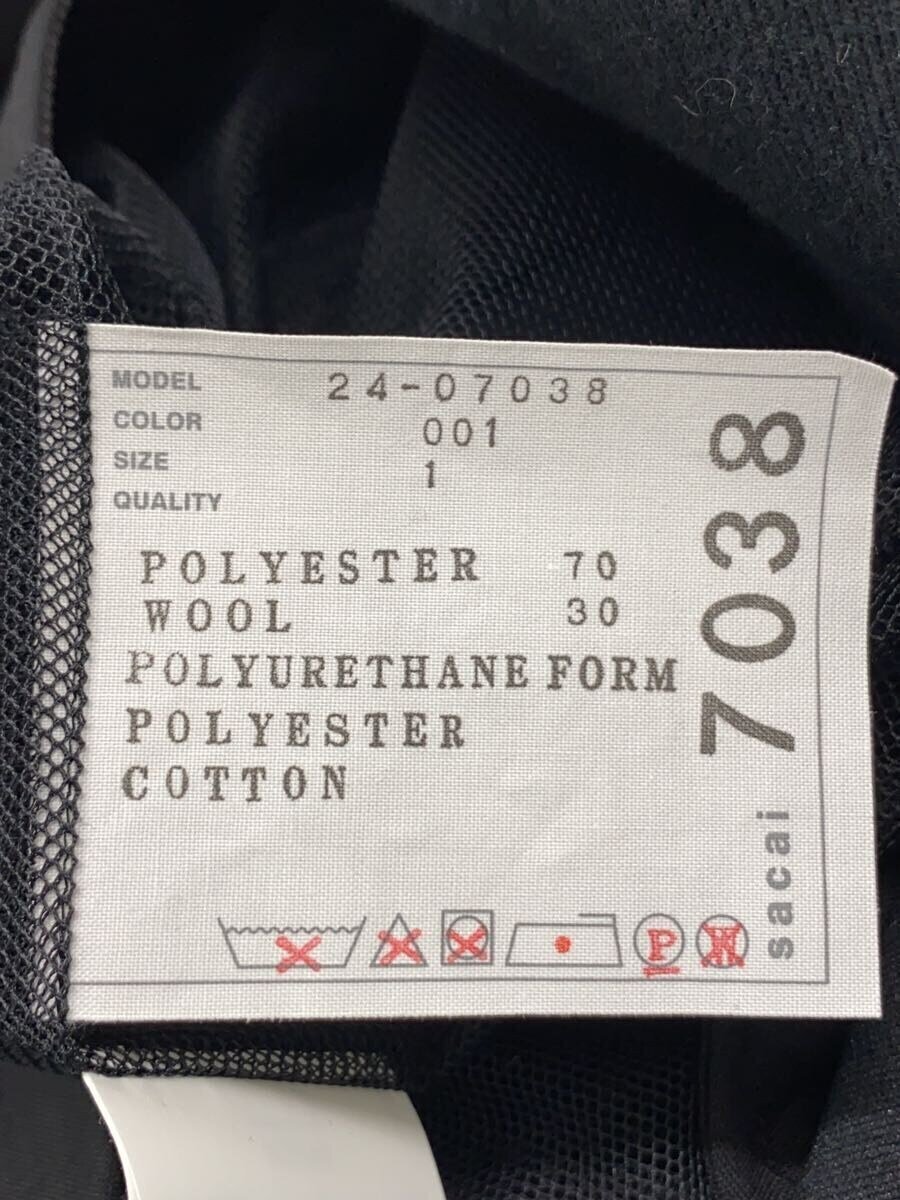 MODEL 24-07038
COLOR 001
SIZE 1
QUALITY
POLYESTER 70
WOOL 30
POLYURETHANE FORM
POLYESTER
COTTON
P W
sacai 7038